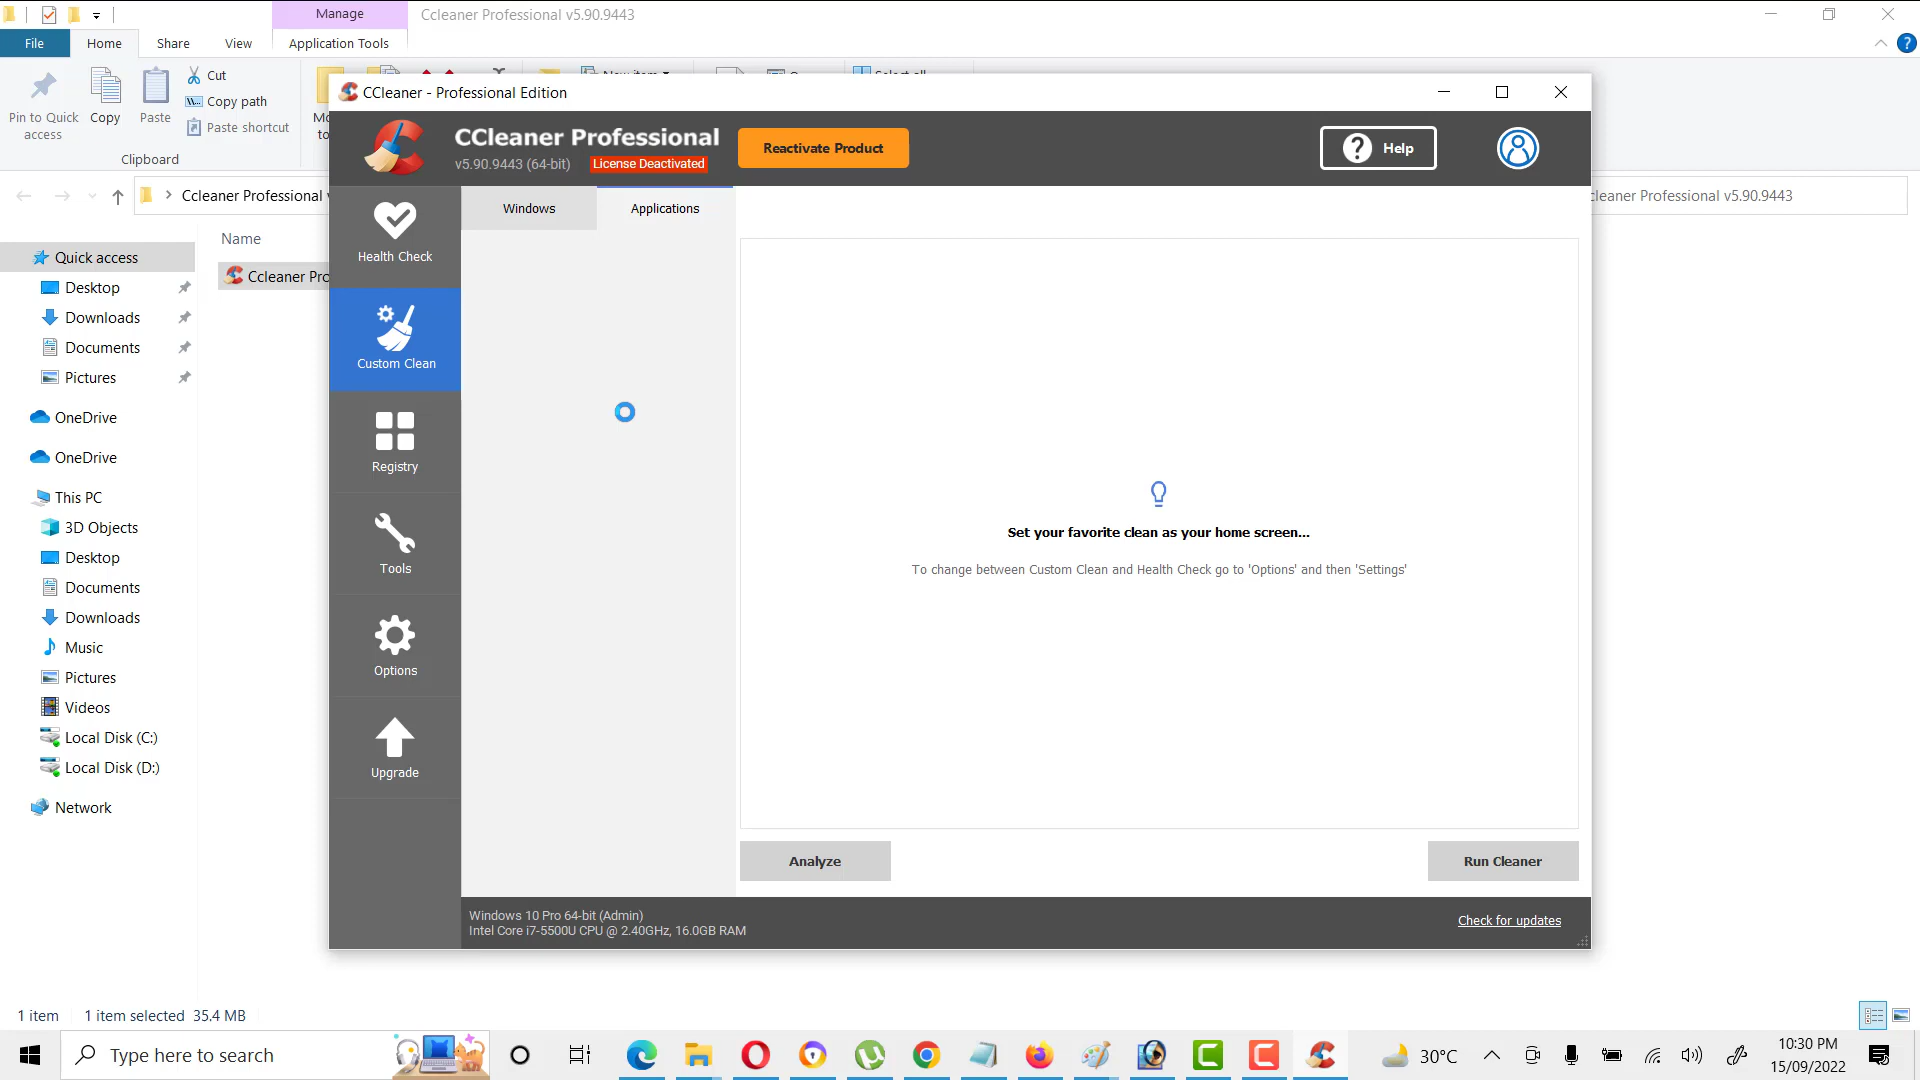 Manage
Ccleaner Professional v5.90.9443
File
Home
Share
View
Application Tools
Pin to Quick access
Copy
Paste
Cut
Copy path
Paste shortcut
Clipboard
Select all
CCleaner - Professional Edition
CCleaner Professional
v5.90.9443 (64-bit)
License Deactivated
Reactivate Product
Help
Ccleaner Professional
cleaner Professional v5.90.9443
Windows
Applications
Name
Ccleaner Pro
Quick access
Desktop
Downloads
Documents
Pictures
OneDrive
OneDrive
This PC
3D Objects
Desktop
Documents
Downloads
Music
Pictures
Videos
Local Disk (C:)
Local Disk (D:)
Network
Health Check
Custom Clean
Registry
Tools
Options
Upgrade
Set your favorite clean as your home screen...
To change between Custom Clean and Health Check go to 'Options' and then 'Settings'
Analyze
Run Cleaner
Windows 10 Pro 64-bit (Admin)
Intel Core i7-5500U CPU @ 2.40GHz, 16.0GB RAM
Check for updates
1 item
1 item selected 35.4 MB
Type here to search
30°C
10:30 PM
15/09/2022